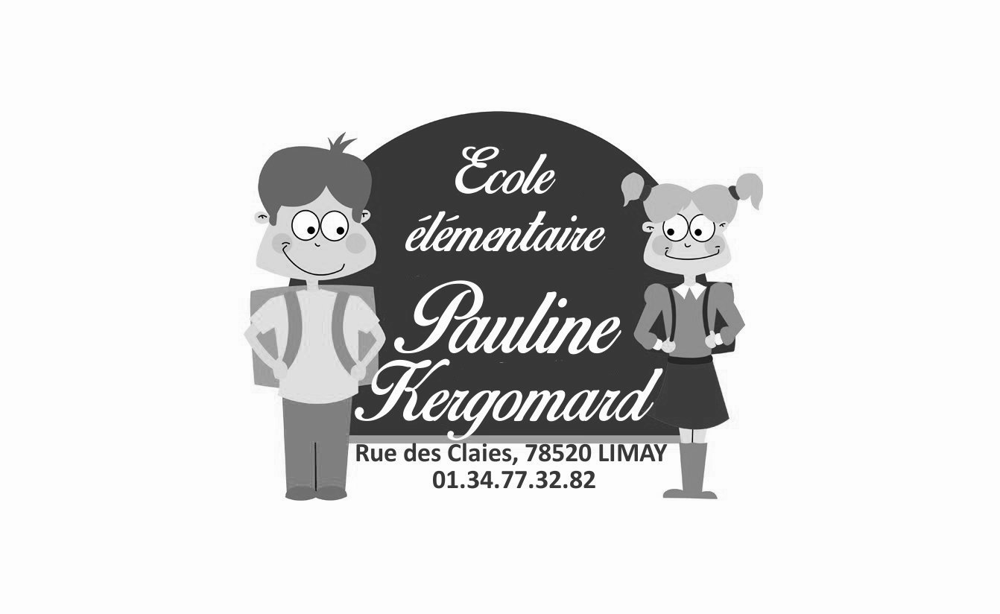 Ecole
élémentaire
Pauline
Kergomard
Rue des Claies, 78520 LIMAY
01.34.77.32.82